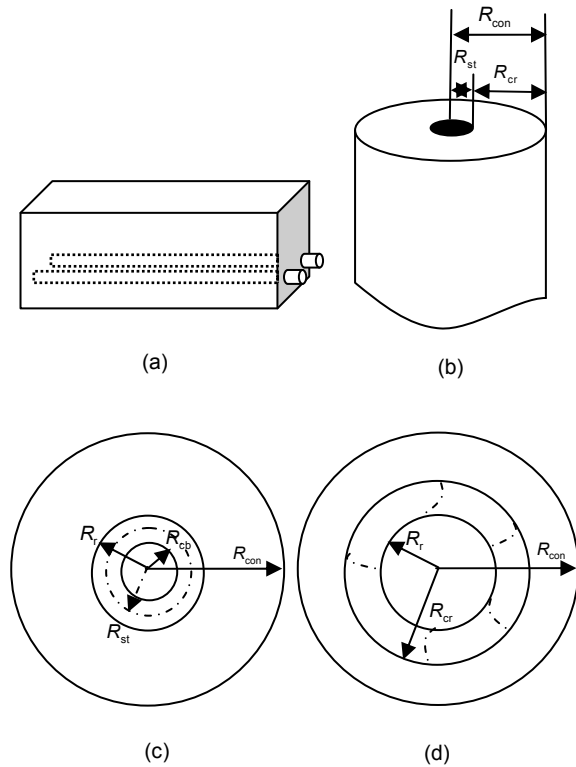 R_con
R_st
R_cr
(a)
(b)
R_r
R_cb
R_con
R_st
R_r
R_con
R_cr
(c)
(d)